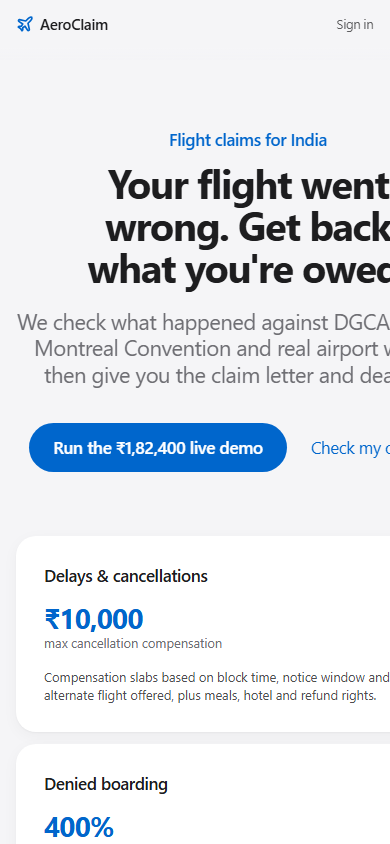 AeroClaim
Sign in
Flight claims for India
Your flight went
wrong. Get back
what you're owed
We check what happened against DGCA
Montreal Convention and real airport
then give you the claim letter and
Run the ₹1,82,400 live demo
Check my
Delays & cancellations
₹10,000
max cancellation compensation
Compensation slabs based on block time, notice window and
alternate flight offered, plus meals, hotel and refund rights.
Denied boarding
400%